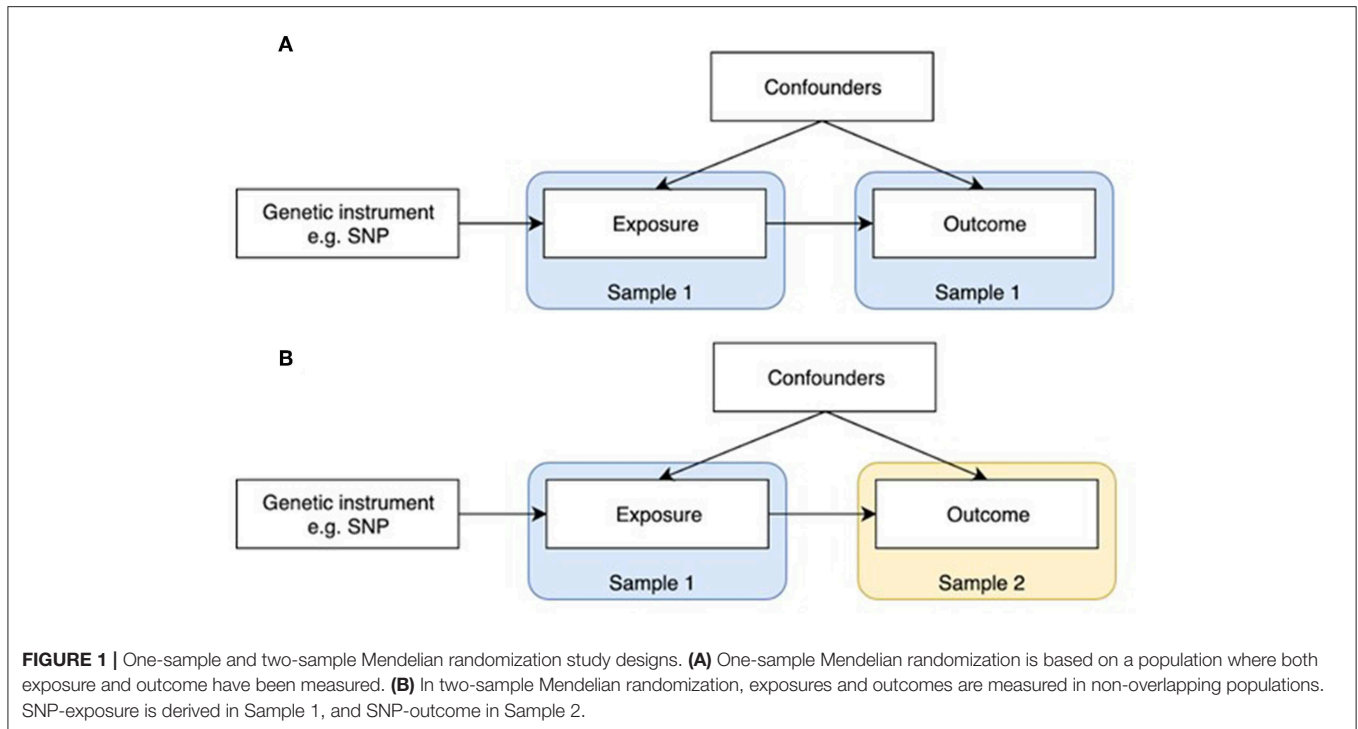 A
Confounders
Genetic instrument
e.g. SNP
Exposure
Outcome
Sample 1
Sample 1
B
Confounders
Genetic instrument
e.g. SNP
Exposure
Outcome
Sample 1
Sample 2
FIGURE 1 | One-sample and two-sample Mendelian randomization study designs. (A) One-sample Mendelian randomization is based on a population where both
exposure and outcome have been measured. (B) In two-sample Mendelian randomization, exposures and outcomes are measured in non-overlapping populations.
SNP-exposure is derived in Sample 1, and SNP-outcome in Sample 2.